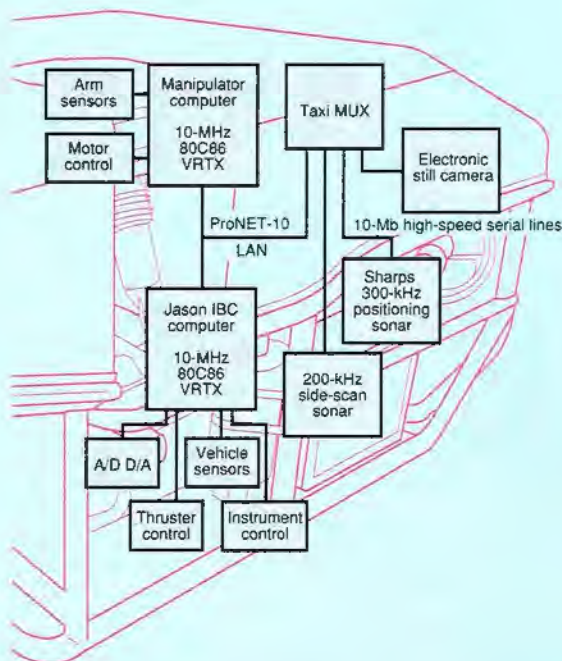 Arm
sensors
Manipulator
computer
10-MHz
80C86
VRTX
Taxi MUX
Motor
control
Electronic
still camera
ProNET-10
LAN
10-Mb high-speed serial lines
Sharps
300-kHz
positioning
sonar
Jason IBC
computer
10-MHz
80C86
VRTX
200-kHz
side-scan
sonar
A/D D/A
Vehicle
sensors
Thruster
control
Instrument
control